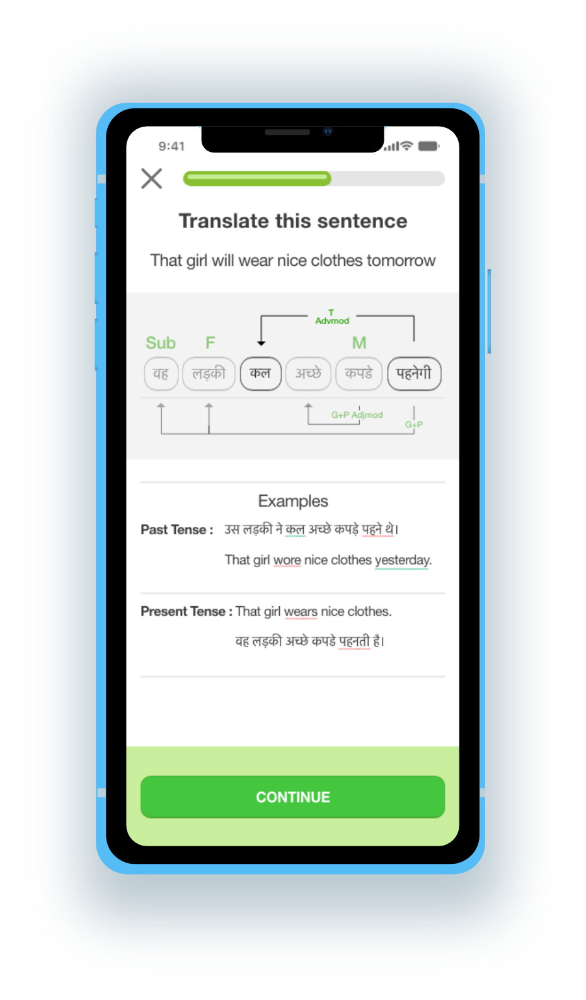 9:41
Translate this sentence
That girl will wear nice clothes tomorrow
T
Advmod
Sub F M
वह लड़की कल अच्छे कपडे पहनेगी
G+P Adjmod
G+P
Examples
Past Tense : उस लड़की ने कल अच्छे कपड़े पहने थे।
That girl wore nice clothes yesterday.
Present Tense : That girl wears nice clothes.
वह लड़की अच्छे कपडे पहनती है।
CONTINUE